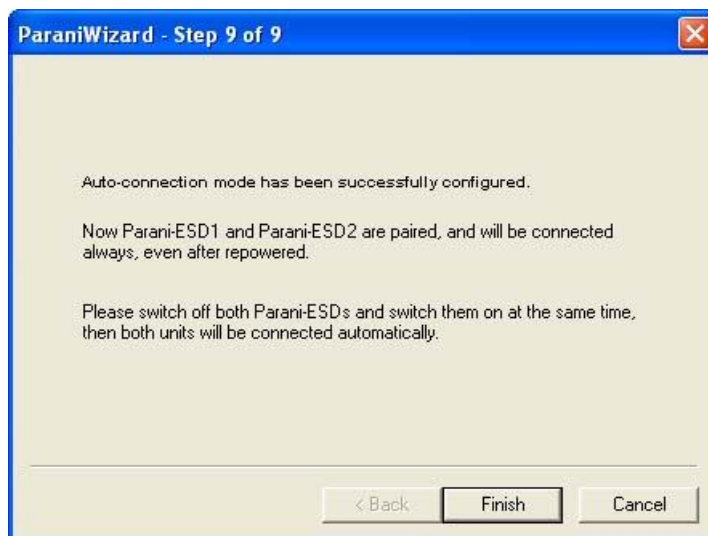 ParaniWizard - Step 9 of 9
Auto-connection mode has been successfully configured.
Now Parani-ESD1 and Parani-ESD2 are paired, and will be connected
always, even after repowered.
Please switch off both Parani-ESDs and switch them on at the same time,
then both units will be connected automatically.
< Back
Finish
Cancel